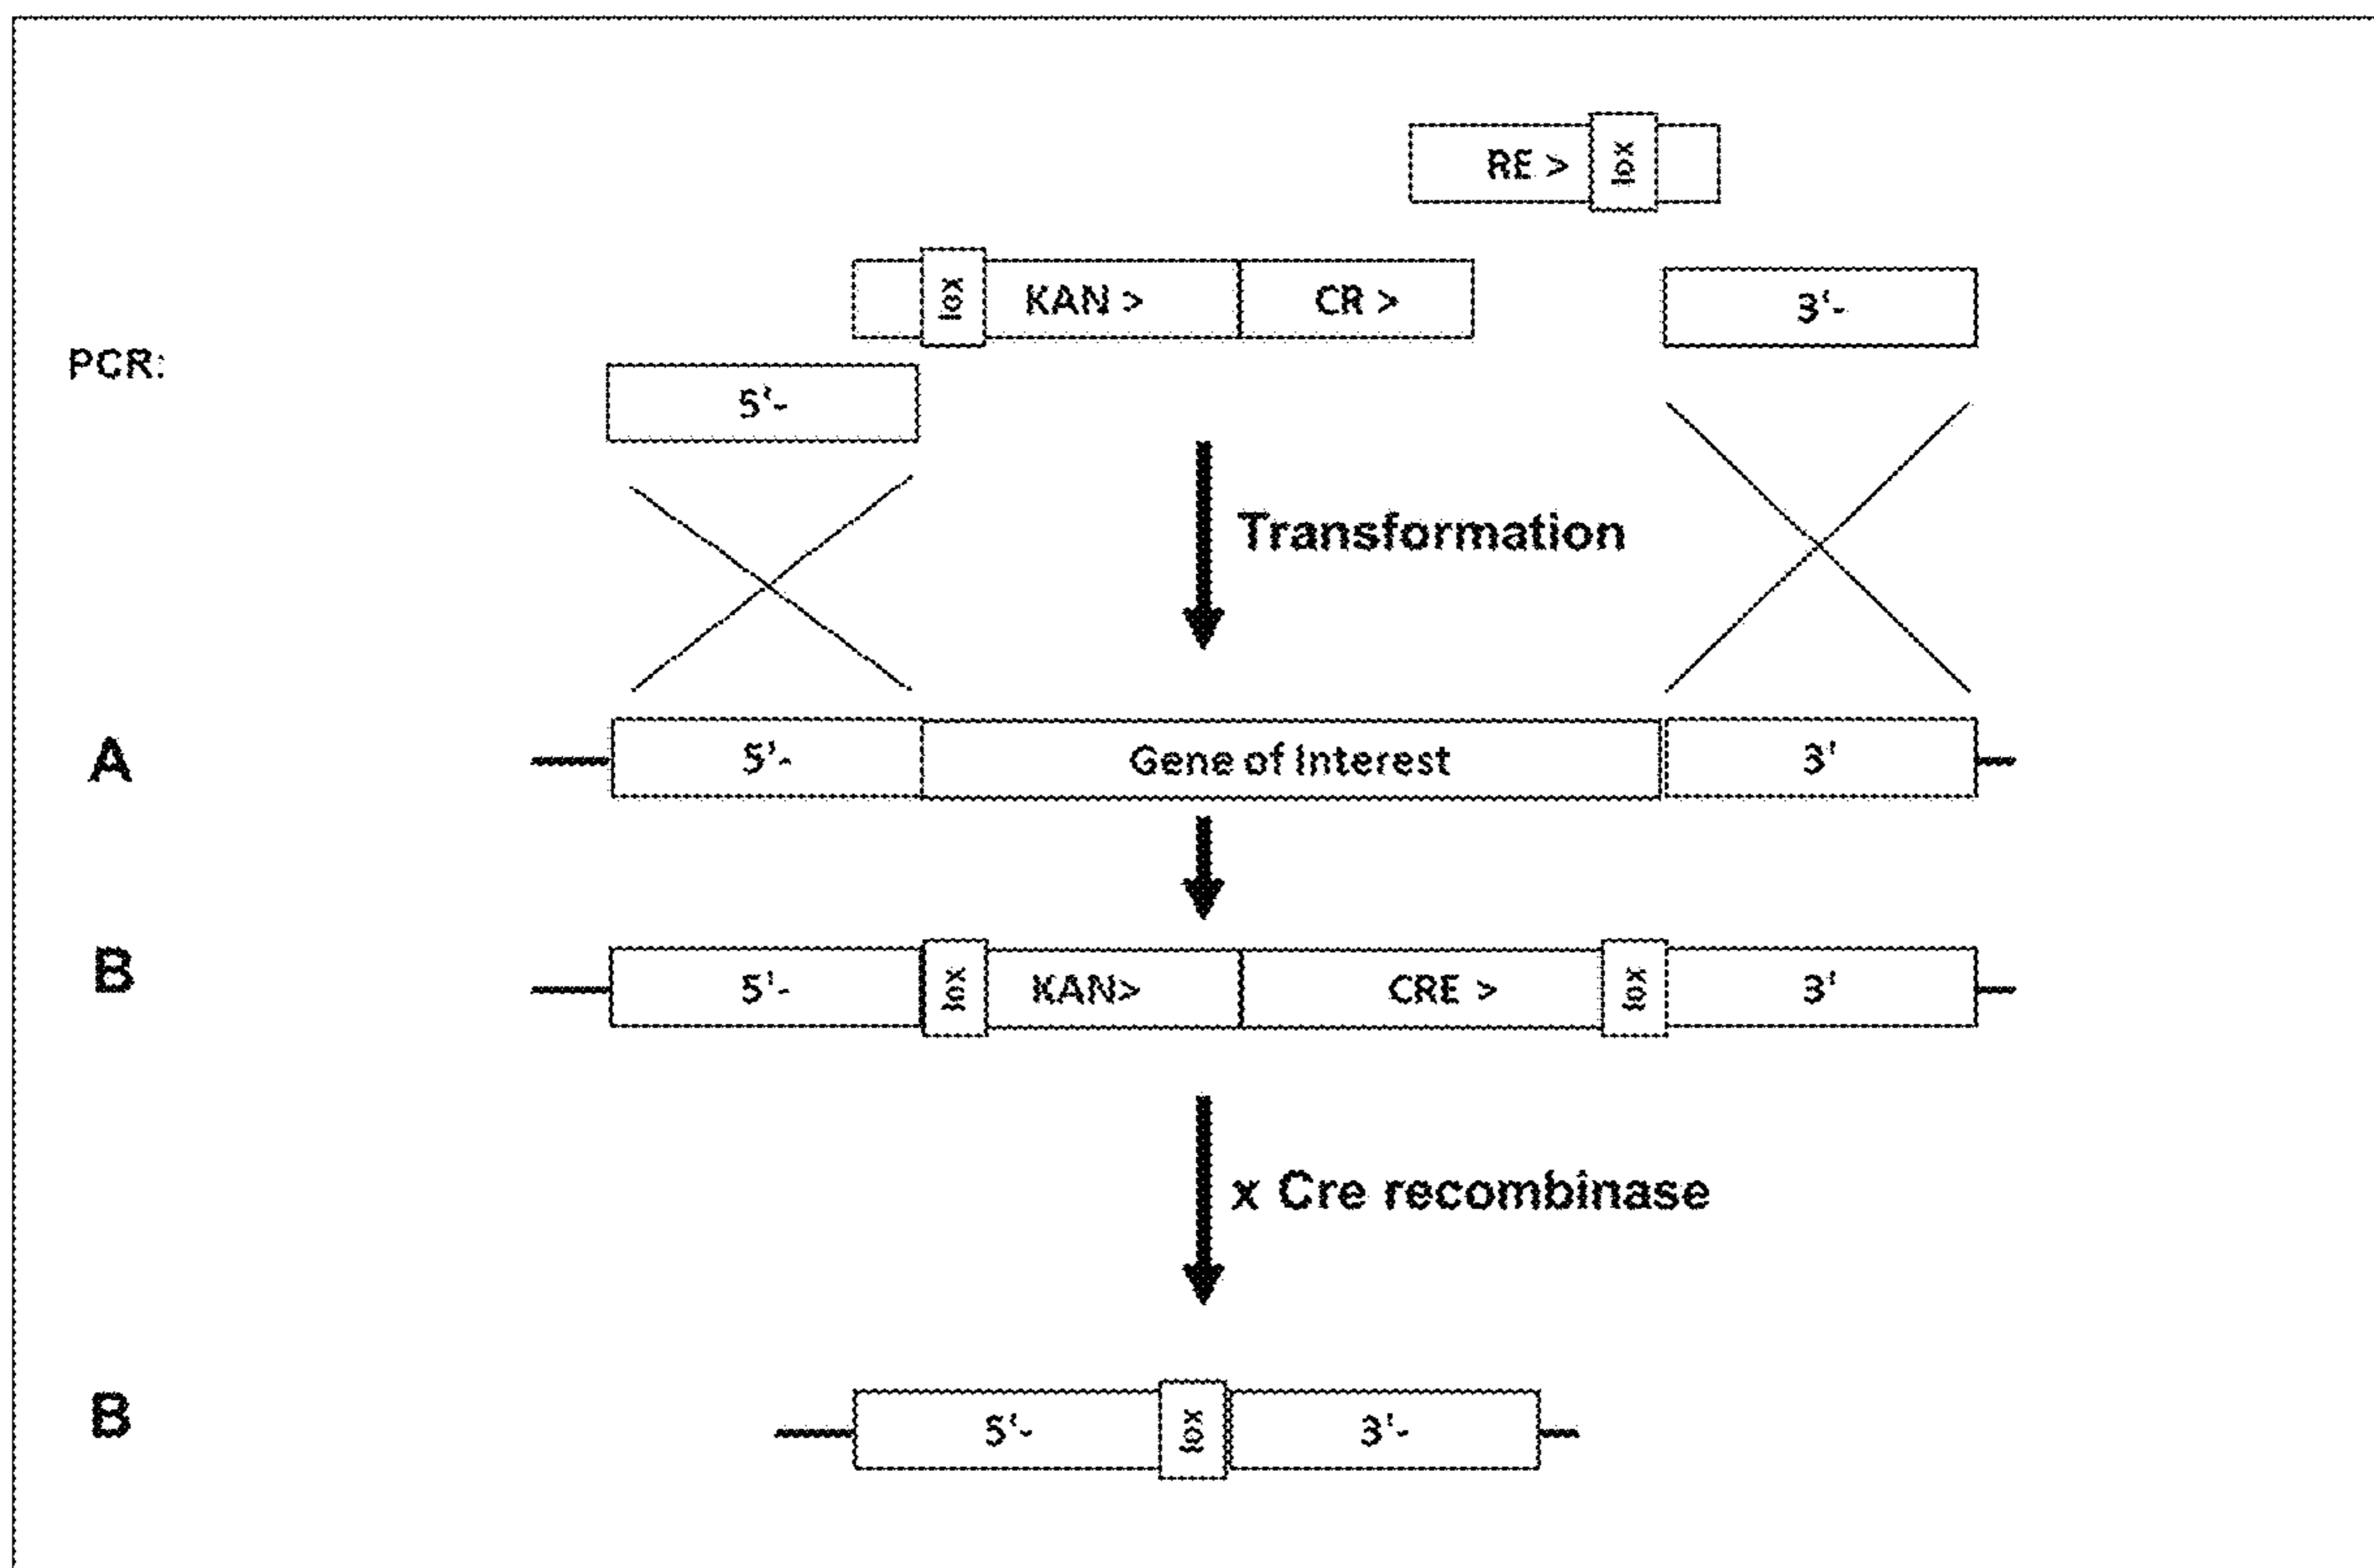 RE > lox
lox KAN > CR >
3'-
PCR:
5'-
Transformation
A 5'- Gene of Interest 3'
B 5'- lox KAN> CRE > lox 3'
x Cre recombinase
B 5'- lox 3'-